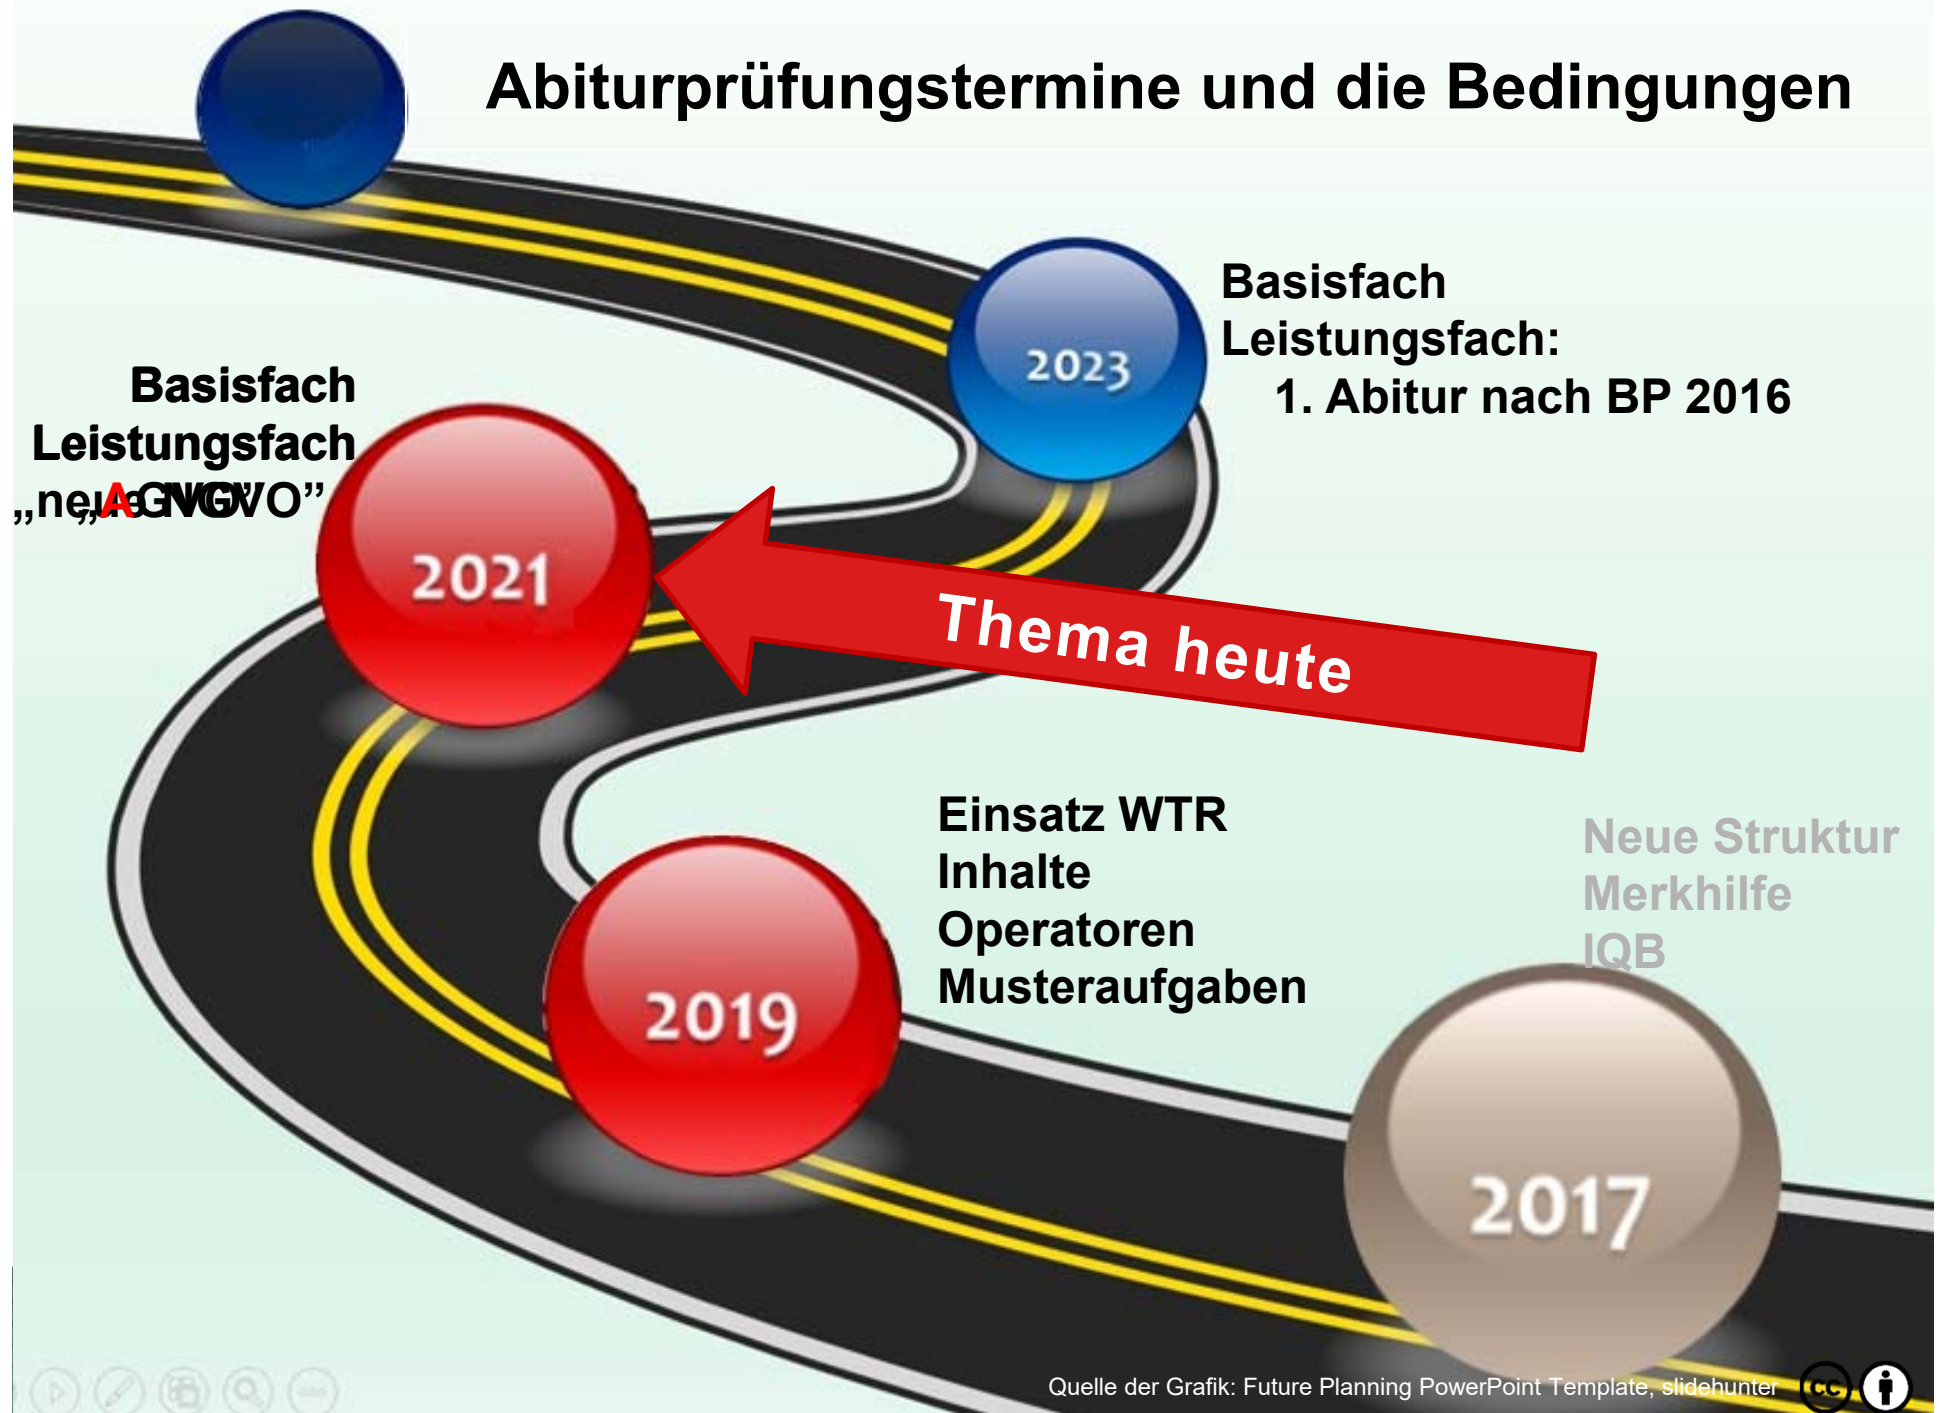 Abiturprüfungstermine und die Bedingungen
Basisfach
Leistungsfach:
1. Abitur nach BP 2016
2023
Basisfach
Leistungsfach
2021
Thema heute
Einsatz WTR
Inhalte
Operatoren
Musteraufgaben
2019
Neue Struktur
Merkhilfe
IQB
2017
Quelle der Grafik: Future Planning PowerPoint Template, slidehunter
cc